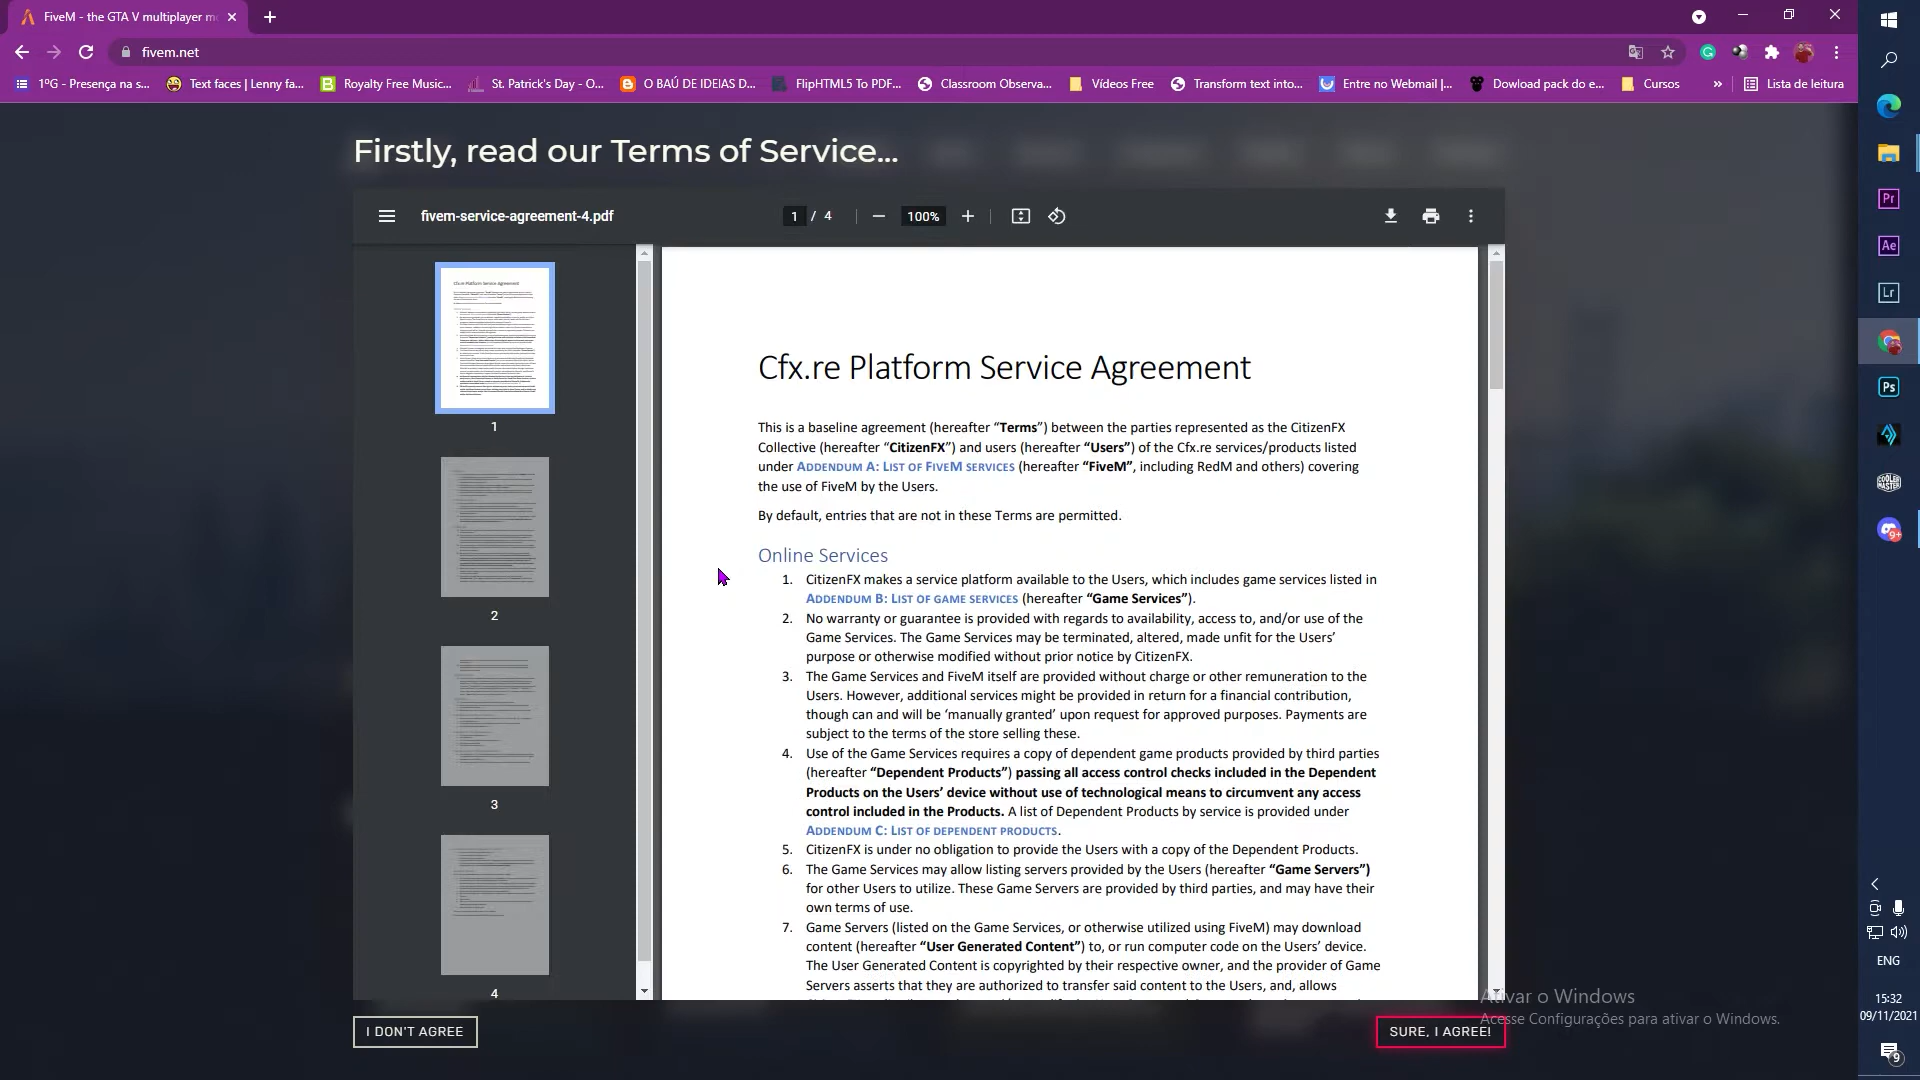 FiveM - the GTA V multiplayer m
fivem.net
1ºG - Presença na s...
Text faces | Lenny fa...
Royalty Free Music...
St. Patrick's Day - O...
O BAÚ DE IDEIAS D...
FlipHTML5 To PDF...
Classroom Observa...
Vídeos Free
Transform text into...
Entre no Webmail |...
Dowload pack do e...
Cursos
»
Lista de leitura
Firstly, read our Terms of Service...
fivem-service-agreement-4.pdf
1 / 4
100%
1
2
3
4
Cfx.re Platform Service Agreement
This is a baseline agreement (hereafter “Terms”) between the parties represented as the CitizenFX
Collective (hereafter “CitizenFX”) and users (hereafter “Users”) of the Cfx.re services/products listed
under ADDENDUM A: LIST OF FIVEM SERVICES (hereafter “FiveM”, including RedM and others) covering
the use of FiveM by the Users.
By default, entries that are not in these Terms are permitted.
Online Services
1. CitizenFX makes a service platform available to the Users, which includes game services listed in
ADDENDUM B: LIST OF GAME SERVICES (hereafter “Game Services”).
2. No warranty or guarantee is provided with regards to availability, access to, and/or use of the
Game Services. The Game Services may be terminated, altered, made unfit for the Users’
purpose or otherwise modified without prior notice by CitizenFX.
3. The Game Services and FiveM itself are provided without charge or other remuneration to the
Users. However, additional services might be provided in return for a financial contribution,
though can and will be ‘manually granted’ upon request for approved purposes. Payments are
subject to the terms of the store selling these.
4. Use of the Game Services requires a copy of dependent game products provided by third parties
(hereafter “Dependent Products”) passing all access control checks included in the Dependent
Products on the Users’ device without use of technological means to circumvent any access
control included in the Products. A list of Dependent Products by service is provided under
ADDENDUM C: LIST OF DEPENDENT PRODUCTS.
5. CitizenFX is under no obligation to provide the Users with a copy of the Dependent Products.
6. The Game Services may allow listing servers provided by the Users (hereafter “Game Servers”)
for other Users to utilize. These Game Servers are provided by third parties, and may have their
own terms of use.
7. Game Servers (listed on the Game Services, or otherwise utilized using FiveM) may download
content (hereafter “User Generated Content”) to, or run computer code on the Users’ device.
The User Generated Content is copyrighted by their respective owner, and the provider of Game
Servers asserts that they are authorized to transfer said content to the Users, and, allows
I DON'T AGREE
SURE, I AGREE!
Ativar o Windows
Acesse Configurações para ativar o Windows.
Pr
Ae
Lr
Ps
COOLER
MASTER
9+
ENG
15:32
09/11/2021
9